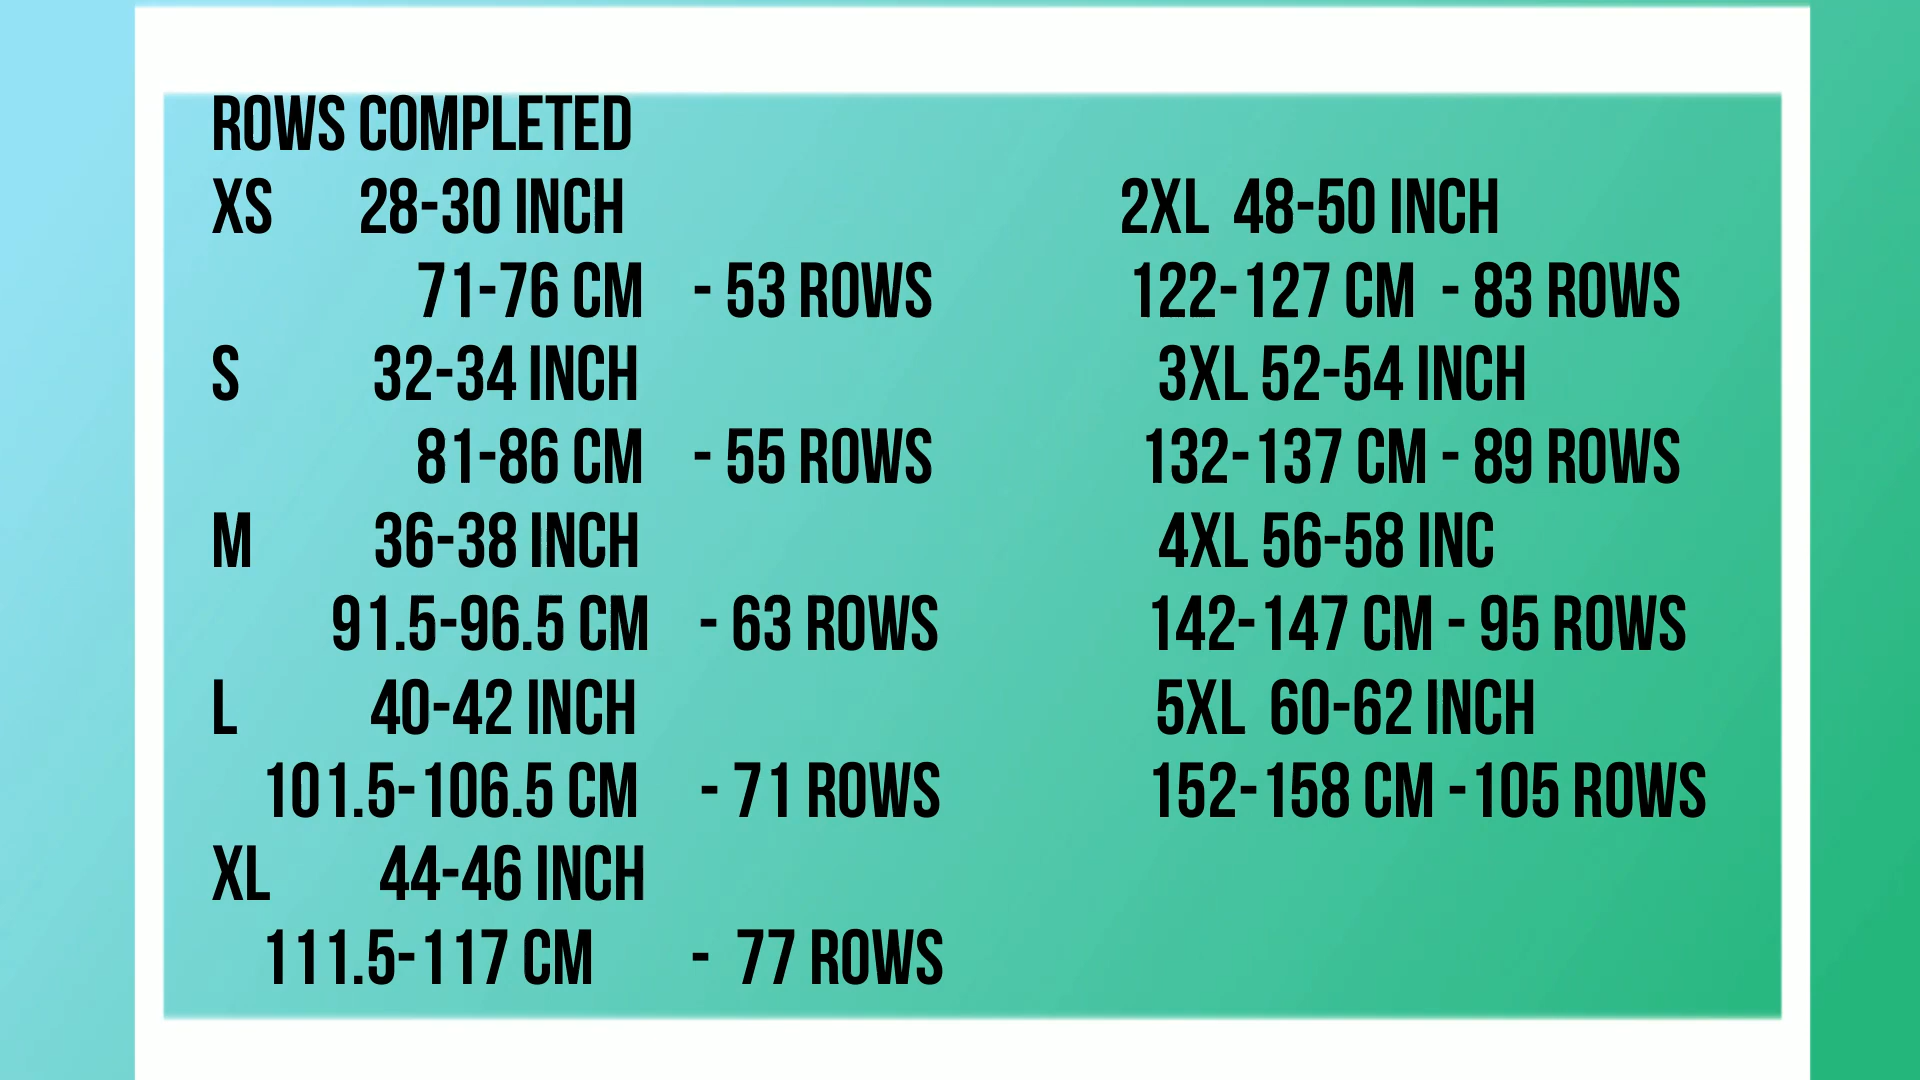 ROWS COMPLETED
XS 28-30 INCH
71-76 CM - 53 ROWS
S 32-34 INCH
81-86 CM - 55 ROWS
M 36-38 INCH
91.5-96.5 CM - 63 ROWS
L 40-42 INCH
101.5-106.5 CM - 71 ROWS
XL 44-46 INCH
111.5-117 CM - 77 ROWS
2XL 48-50 INCH
122-127 CM - 83 ROWS
3XL 52-54 INCH
132-137 CM - 89 ROWS
4XL 56-58 INC
142-147 CM - 95 ROWS
5XL 60-62 INCH
152-158 CM -105 ROWS